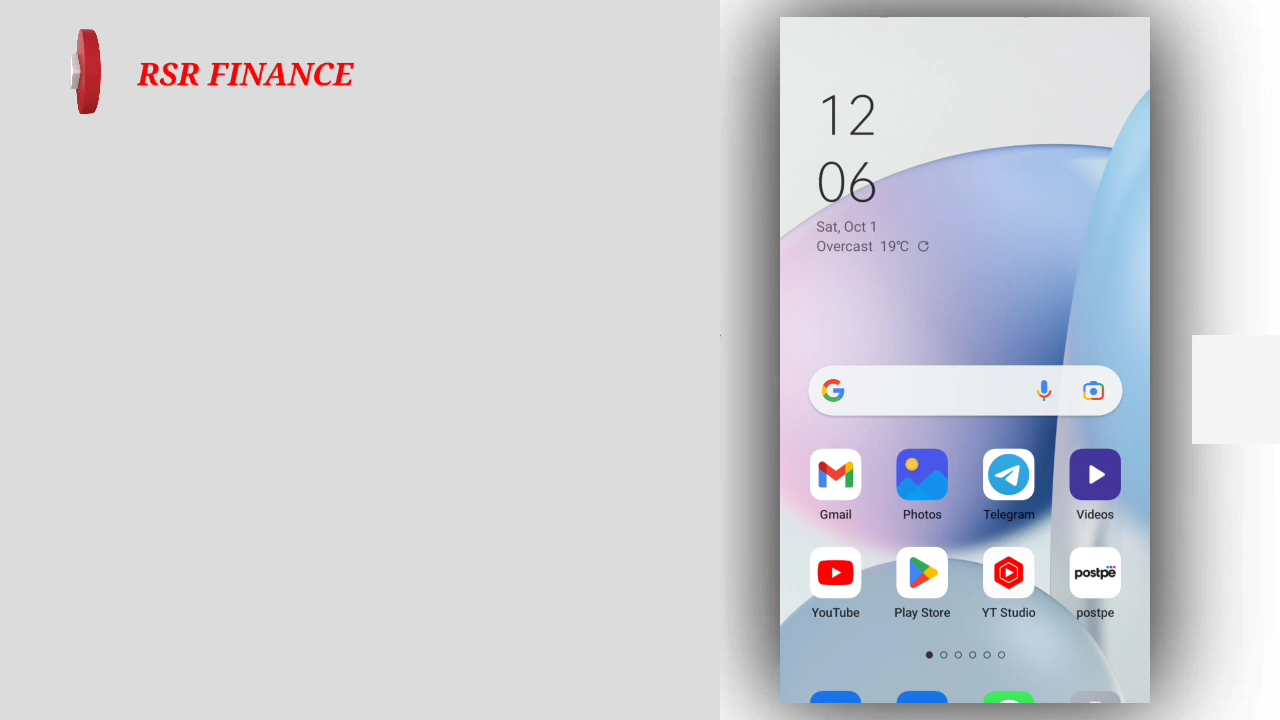 RSR FINANCE
12
06
Sat, Oct 1
Overcast 19℃
Gmail
Photos
Telegram
Videos
postpe
YouTube
Play Store
YT Studio
postpe